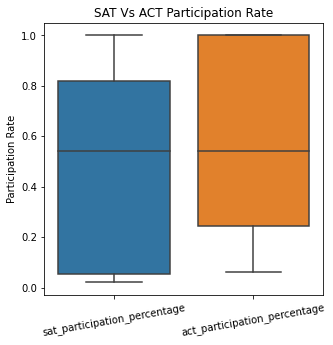 SAT Vs ACT Participation Rate
Participation Rate
1.0
0.8
0.6
0.4
0.2
0.0
sat_participation_percentage
act_participation_percentage